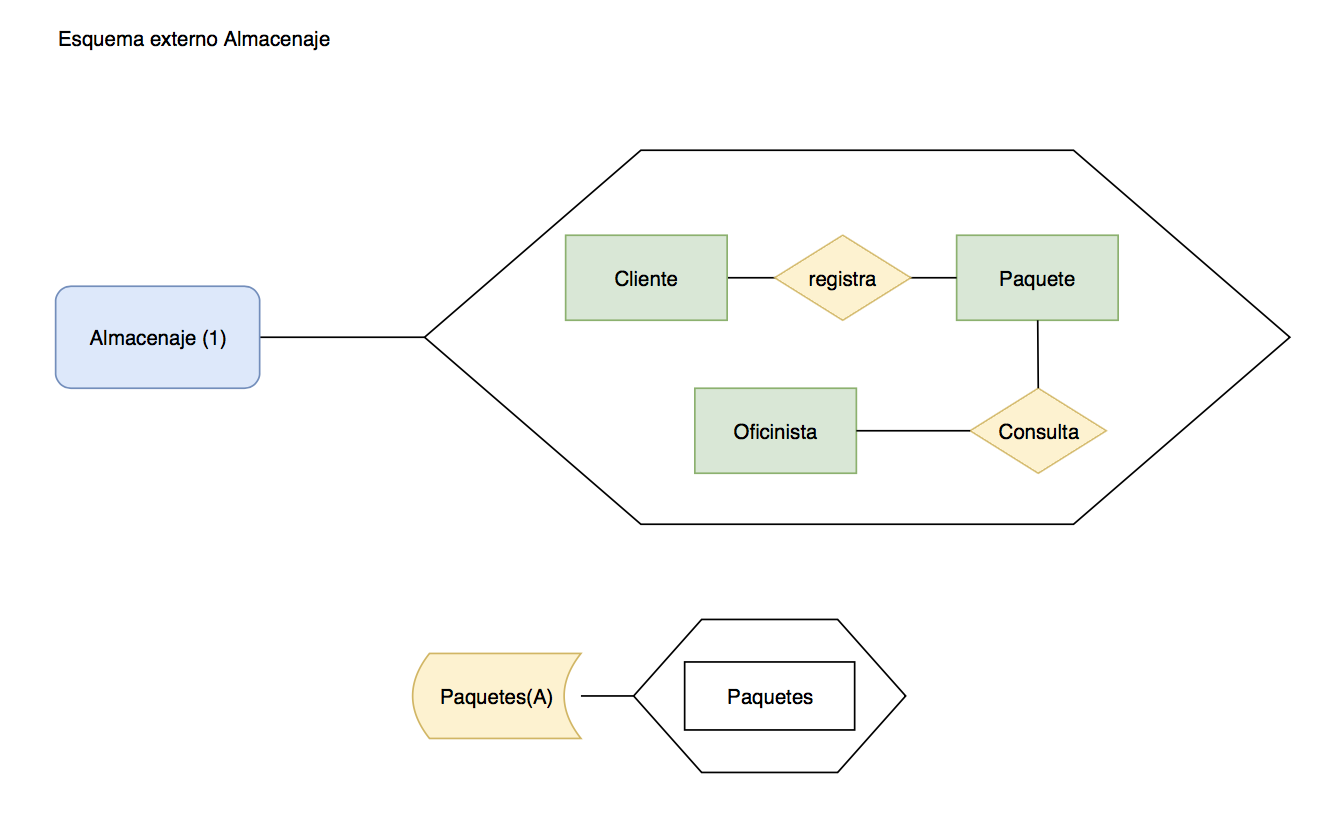 Esquema externo Almacenaje
Cliente
registra
Paquete
Almacenaje (1)
Oficinista
Consulta
Paquetes(A)
Paquetes